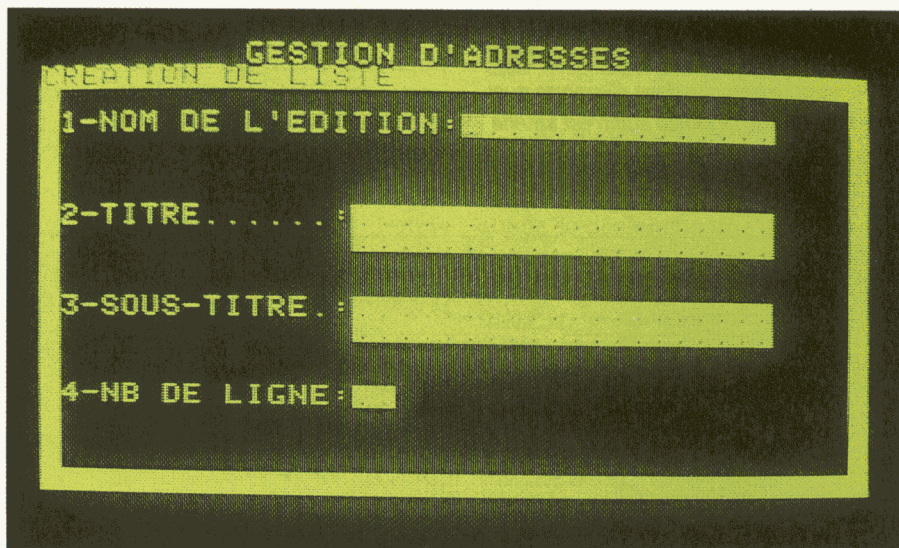 GESTION D'ADRESSES
CREATION DE LISTE
1-NOM DE L'EDITION:
2-TITRE......:
3-SOUS-TITRE.:
4-NB DE LIGNE: